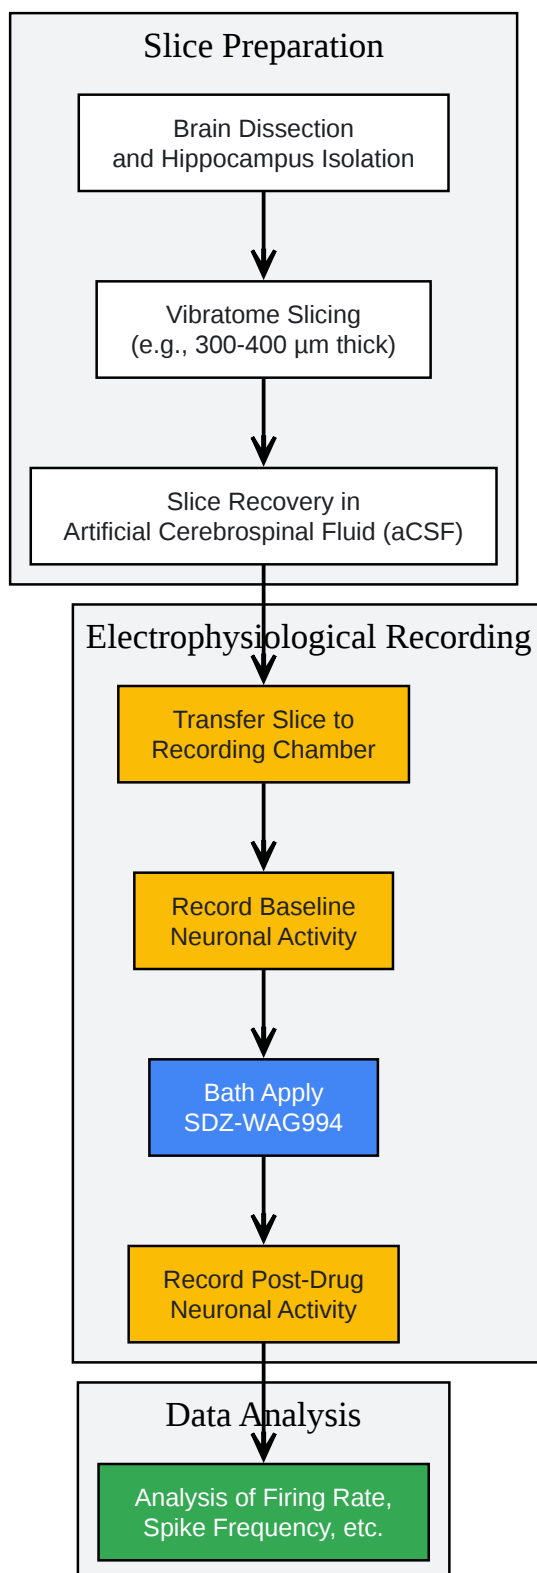 Slice Preparation
Brain Dissection
and Hippocampus Isolation
Vibratome Slicing
(e.g., 300-400 µm thick)
Slice Recovery in
Artificial Cerebrospinal Fluid (aCSF)
Electrophysiological Recording
Transfer Slice to
Recording Chamber
Record Baseline
Neuronal Activity
Bath Apply
SDZ-WAG994
Record Post-Drug
Neuronal Activity
Data Analysis
Analysis of Firing Rate,
Spike Frequency, etc.